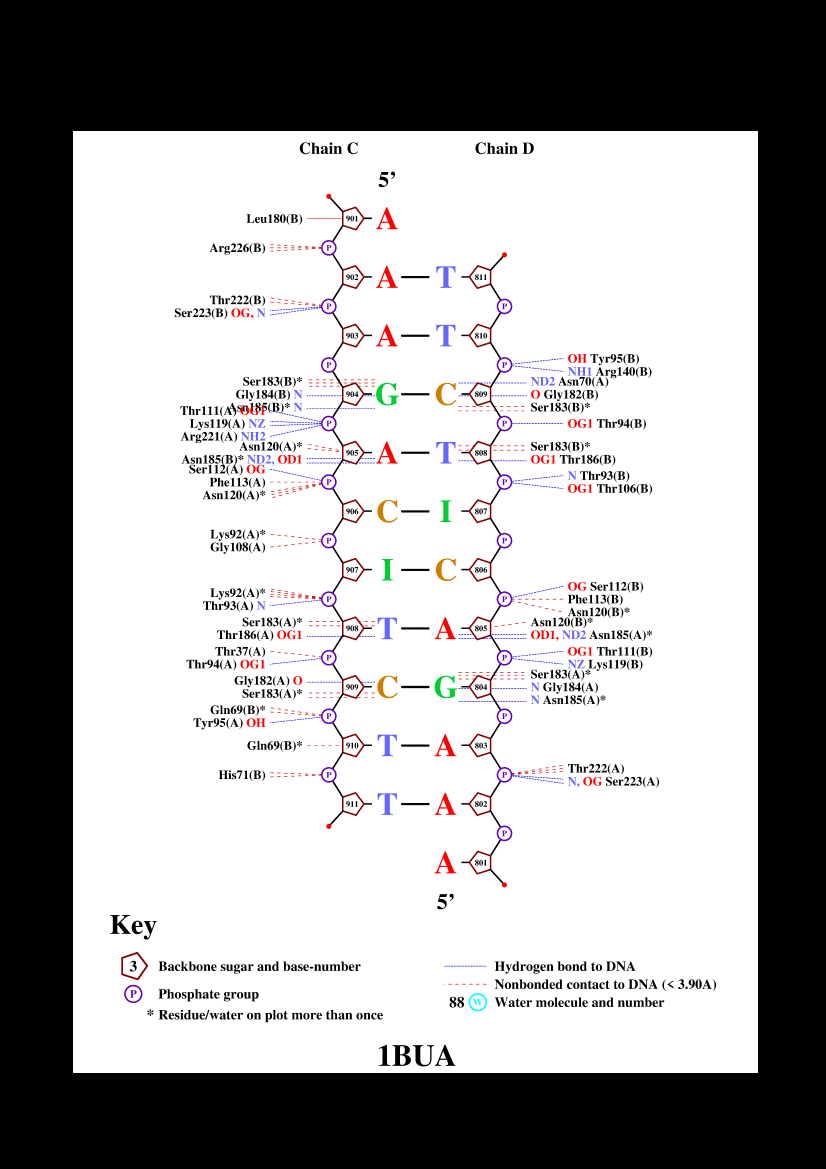 Chain C Chain D
5’
Leu180(B) 901 A
Arg226(B) P
902 A T 811
Thr222(B)
Ser223(B) OG, N P P
903 A T 810
OH Tyr95(B)
P P
NH1 Arg140(B)
Ser183(B)* ND2 Asn70(A)
Gly184(B) N 904 G C 809 O Gly182(B)
Asn185(B)* N Ser183(B)*
Thr111(A) OG1
Lys119(A) NZ P P OG1 Thr94(B)
Arg221(A) NH2
Asn120(A)* Ser183(B)*
905 A T 808
Asn185(B)* ND2, OD1 OG1 Thr186(B)
Ser112(A) OG N Thr93(B)
Phe113(A) P P
Asn120(A)* OG1 Thr106(B)
906 C I 807
Lys92(A)*
P P
Gly108(A)
907 I C 806
Lys92(A)* OG Ser112(B)
P P Phe113(B)
Thr93(A) N Asn120(B)*
Ser183(A)* Asn120(B)*
908 T A 805
Thr186(A) OG1 OD1, ND2 Asn185(A)*
Thr37(A) OG1 Thr111(B)
P P
Thr94(A) OG1 NZ Lys119(B)
Gly182(A) O Ser183(A)*
909 C G 804 N Gly184(A)
Ser183(A)* N Asn185(A)*
Gln69(B)*
P P
Tyr95(A) OH
Gln69(B)* 910 T A 803
Thr222(A)
His71(B) P P
N, OG Ser223(A)
911 T A 802
P
A 801
5’
Key
3 Backbone sugar and base-number Hydrogen bond to DNA
Nonbonded contact to DNA (< 3.90A)
P Phosphate group
88 W Water molecule and number
* Residue/water on plot more than once
1BUA